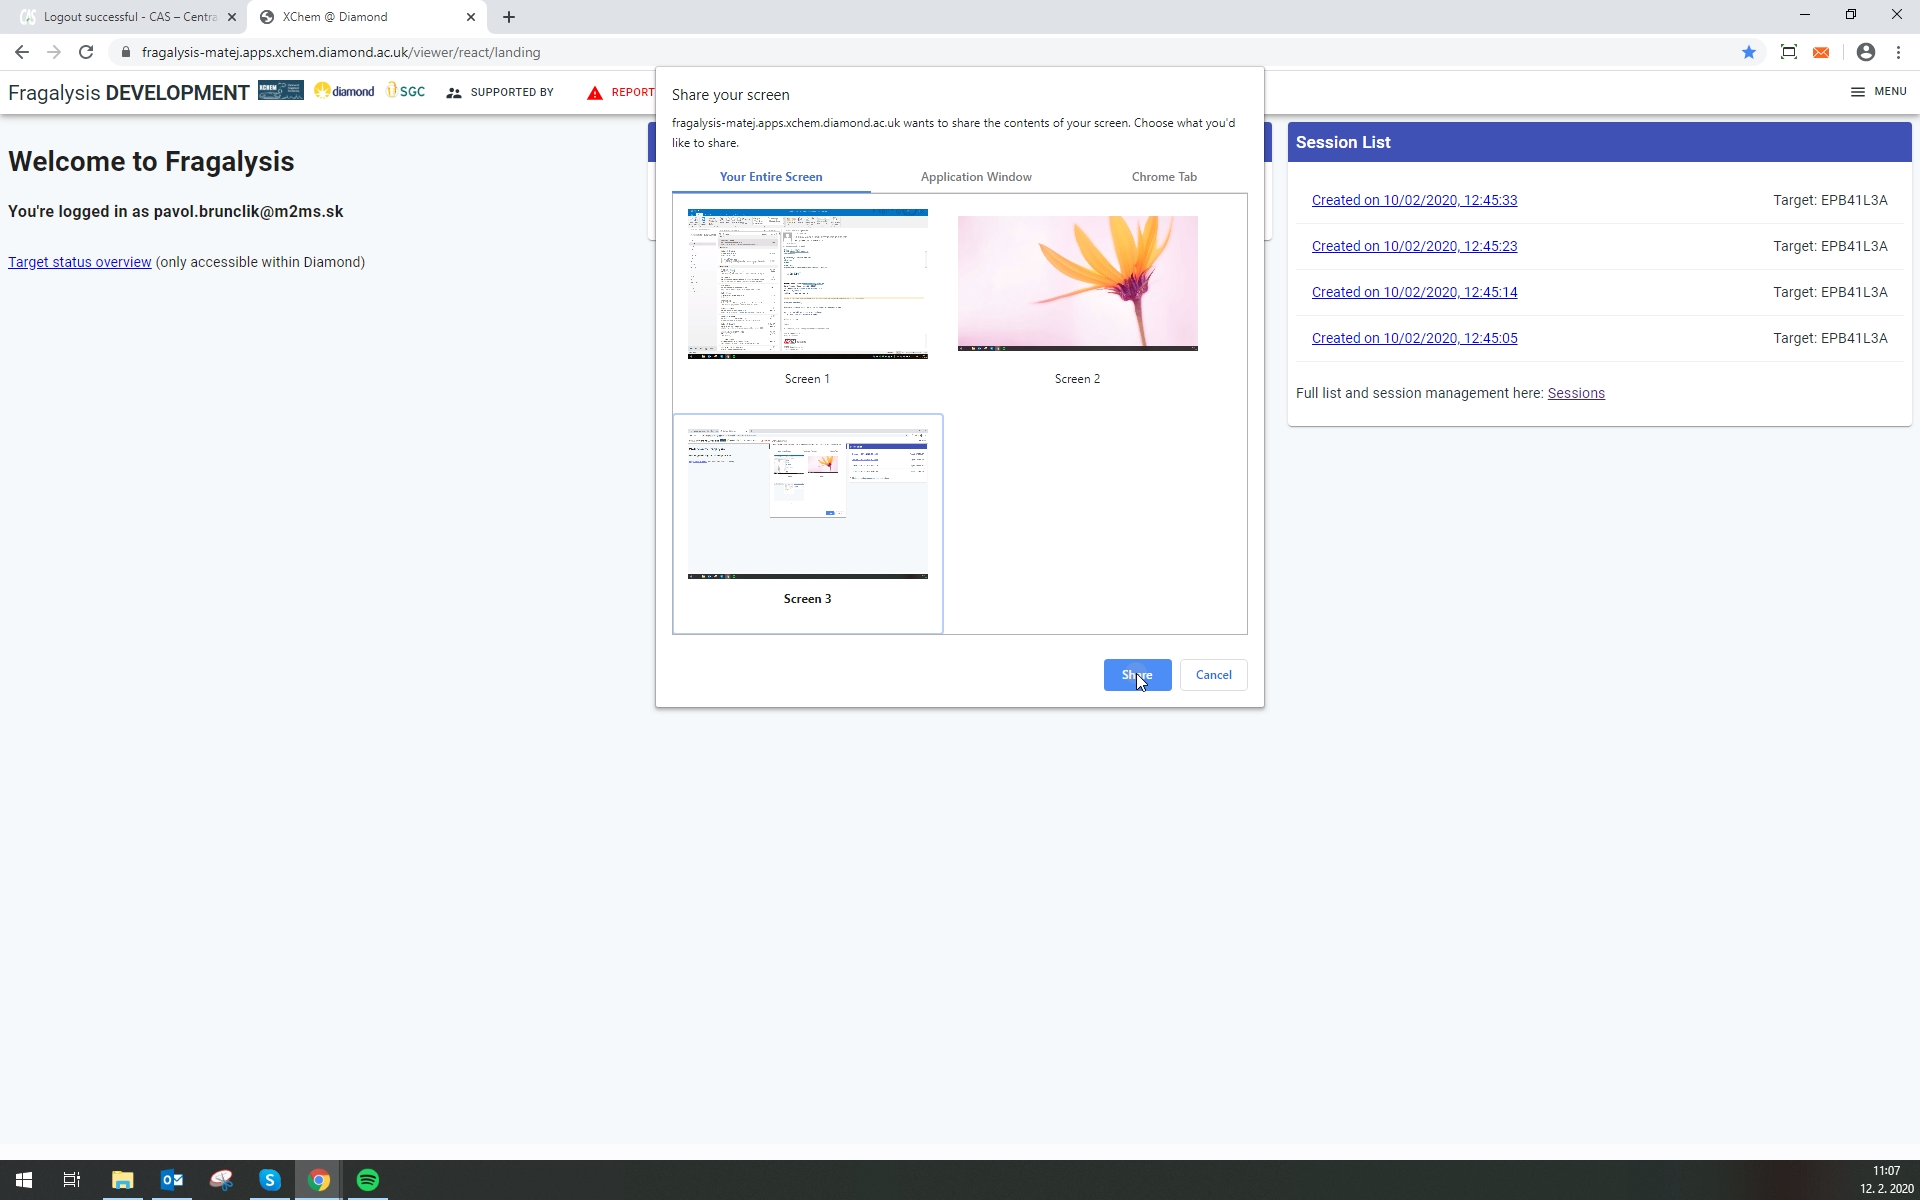 Logout successful - CAS – Centra
XChem @ Diamond
fragalysis-matej.apps.xchem.diamond.ac.uk/viewer/react/landing
Fragalysis DEVELOPMENT
XCHEM
diamond
SGC
SUPPORTED BY
REPORT
MENU
Welcome to Fragalysis
You're logged in as pavol.brunclik@m2ms.sk
Target status overview (only accessible within Diamond)
Share your screen
fragalysis-matej.apps.xchem.diamond.ac.uk wants to share the contents of your screen. Choose what you'd
like to share.
Your Entire Screen
Application Window
Chrome Tab
Screen 1
Screen 2
Screen 3
Share
Cancel
Session List
Created on 10/02/2020, 12:45:33
Target: EPB41L3A
Created on 10/02/2020, 12:45:23
Target: EPB41L3A
Created on 10/02/2020, 12:45:14
Target: EPB41L3A
Created on 10/02/2020, 12:45:05
Target: EPB41L3A
Full list and session management here: Sessions
11:07
12. 2. 2020